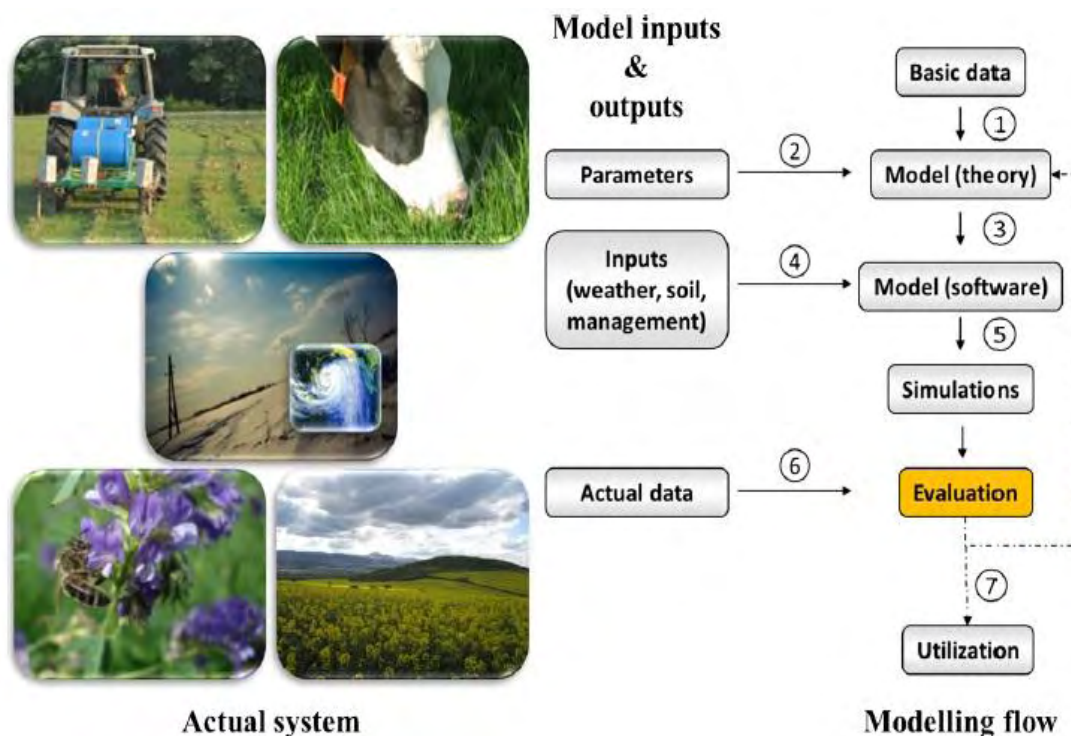 Model inputs
&
outputs
Basic data
①
Parameters
②
Model (theory)
③
Inputs
(weather, soil,
management)
④
Model (software)
⑤
Simulations
Actual data
⑥
Evaluation
⑦
Utilization
Actual system
Modelling flow